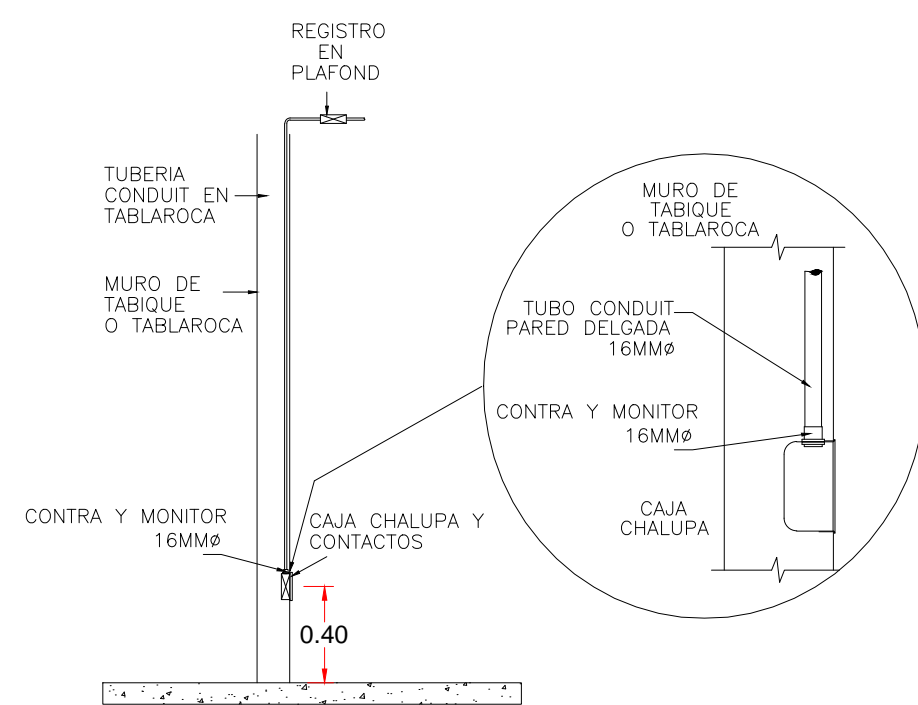 REGISTRO
EN
PLAFOND
TUBERIA
CONDUIT EN
TABLAROCA
MURO DE
TABIQUE
O TABLAROCA
CONTRA Y MONITOR
16MMø
CAJA CHALUPA Y
CONTACTOS
0.40
MURO DE
TABIQUE
O TABLAROCA
TUBO CONDUIT
PARED DELGADA
16MMø
CONTRA Y MONITOR
16MMø
CAJA
CHALUPA